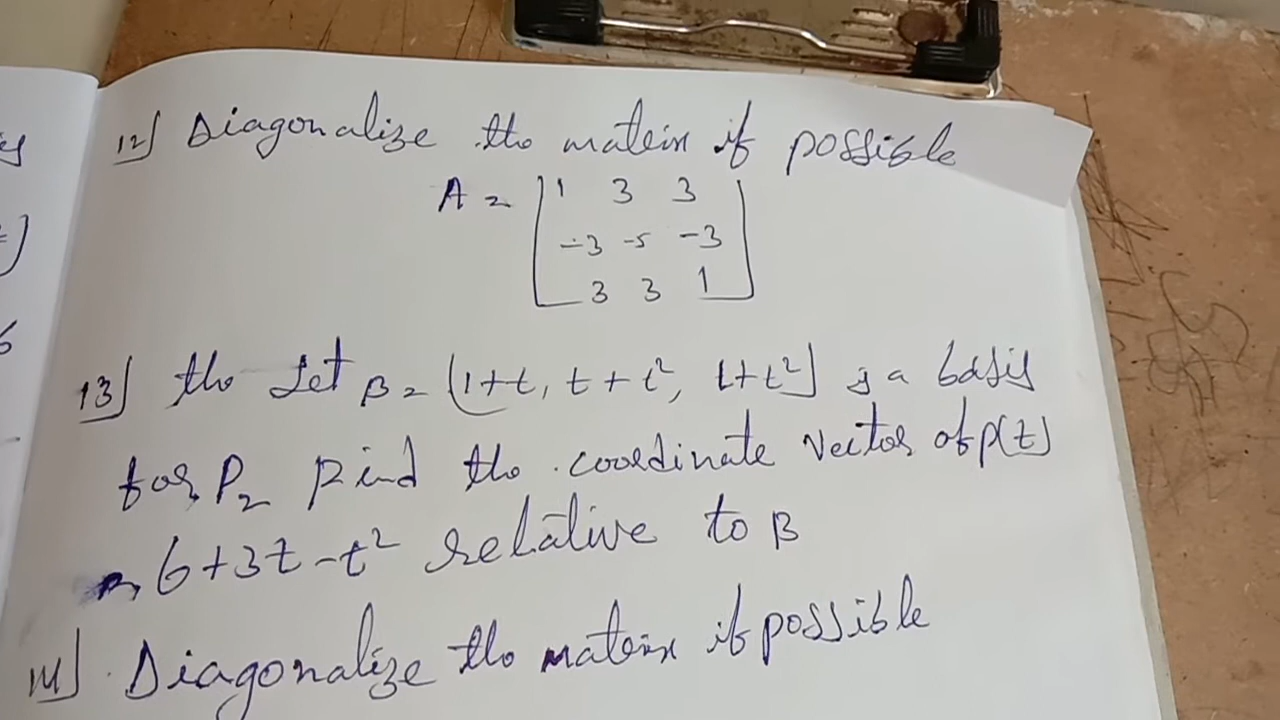 12] Diagonalize the matrix if possible
A = [1 3 3
-3 -5 -3
3 3 1]
13] the Let B = (1+t, t+t², 1+t²] is a basis
for P₂ Find the coordinate vector of p(t)
= 6+3t-t² relative to B
14] Diagonalize the matrix if possible